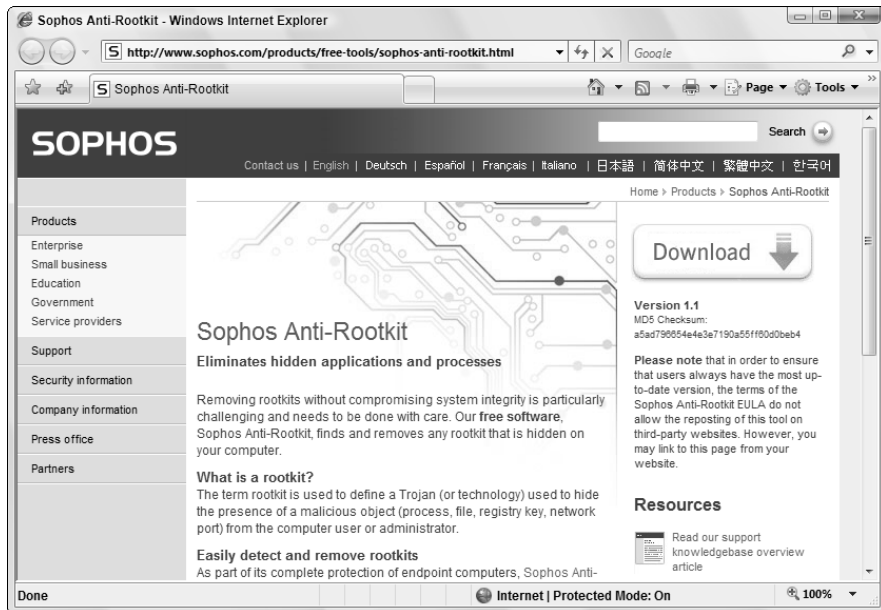 Sophos Anti-Rootkit - Windows Internet Explorer
http://www.sophos.com/products/free-tools/sophos-anti-rootkit.html
Google
Sophos Anti-Rootkit
Page
Tools
SOPHOS
Search
Contact us | English | Deutsch | Español | Français | Italiano | 日本語 | 简体中文 | 繁體中文 | 한국어
Home > Products > Sophos Anti-Rootkit
Products
Enterprise
Small business
Education
Government
Service providers
Support
Security information
Company information
Press office
Partners
Sophos Anti-Rootkit
Eliminates hidden applications and processes
Removing rootkits without compromising system integrity is particularly
challenging and needs to be done with care. Our free software,
Sophos Anti-Rootkit, finds and removes any rootkit that is hidden on
your computer.
What is a rootkit?
The term rootkit is used to define a Trojan (or technology) used to hide
the presence of a malicious object (process, file, registry key, network
port) from the computer user or administrator.
Easily detect and remove rootkits
As part of its complete protection of endpoint computers, Sophos Anti-
Download
Version 1.1
MD5 Checksum:
Please note that in order to ensure
that users always have the most up-
to-date version, the terms of the
Sophos Anti-Rootkit EULA do not
allow the reposting of this tool on
third-party websites. However, you
may link to this page from your
website.
Resources
Read our support
knowledgebase overview
article
Done
Internet | Protected Mode: On
100%